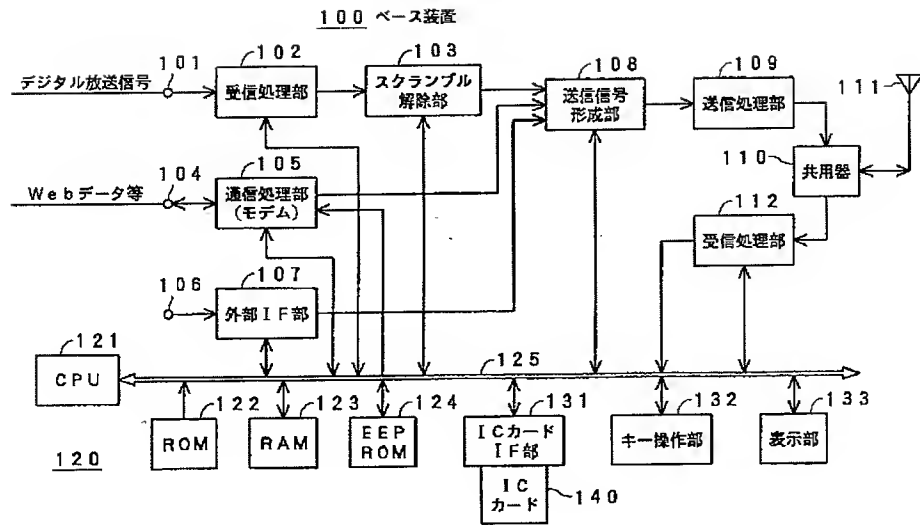 100 ベース装置
101
102
103
108
109
111
デジタル放送信号
受信処理部
スクランブル
解除部
送信信号
形成部
送信処理部
110
共用器
104
105
Webデータ等
通信処理部
(モデム)
112
受信処理部
106
107
外部IF部
121
CPU
125
122
123
124
131
132
133
ROM
RAM
EEP
ROM
ICカード
IF部
キー操作部
表示部
120
IC
カード
140